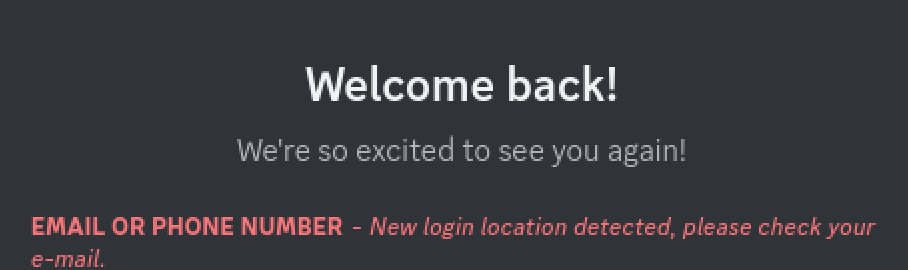 Welcome back!
We're so excited to see you again!
EMAIL OR PHONE NUMBER - New login location detected, please check your
e-mail.